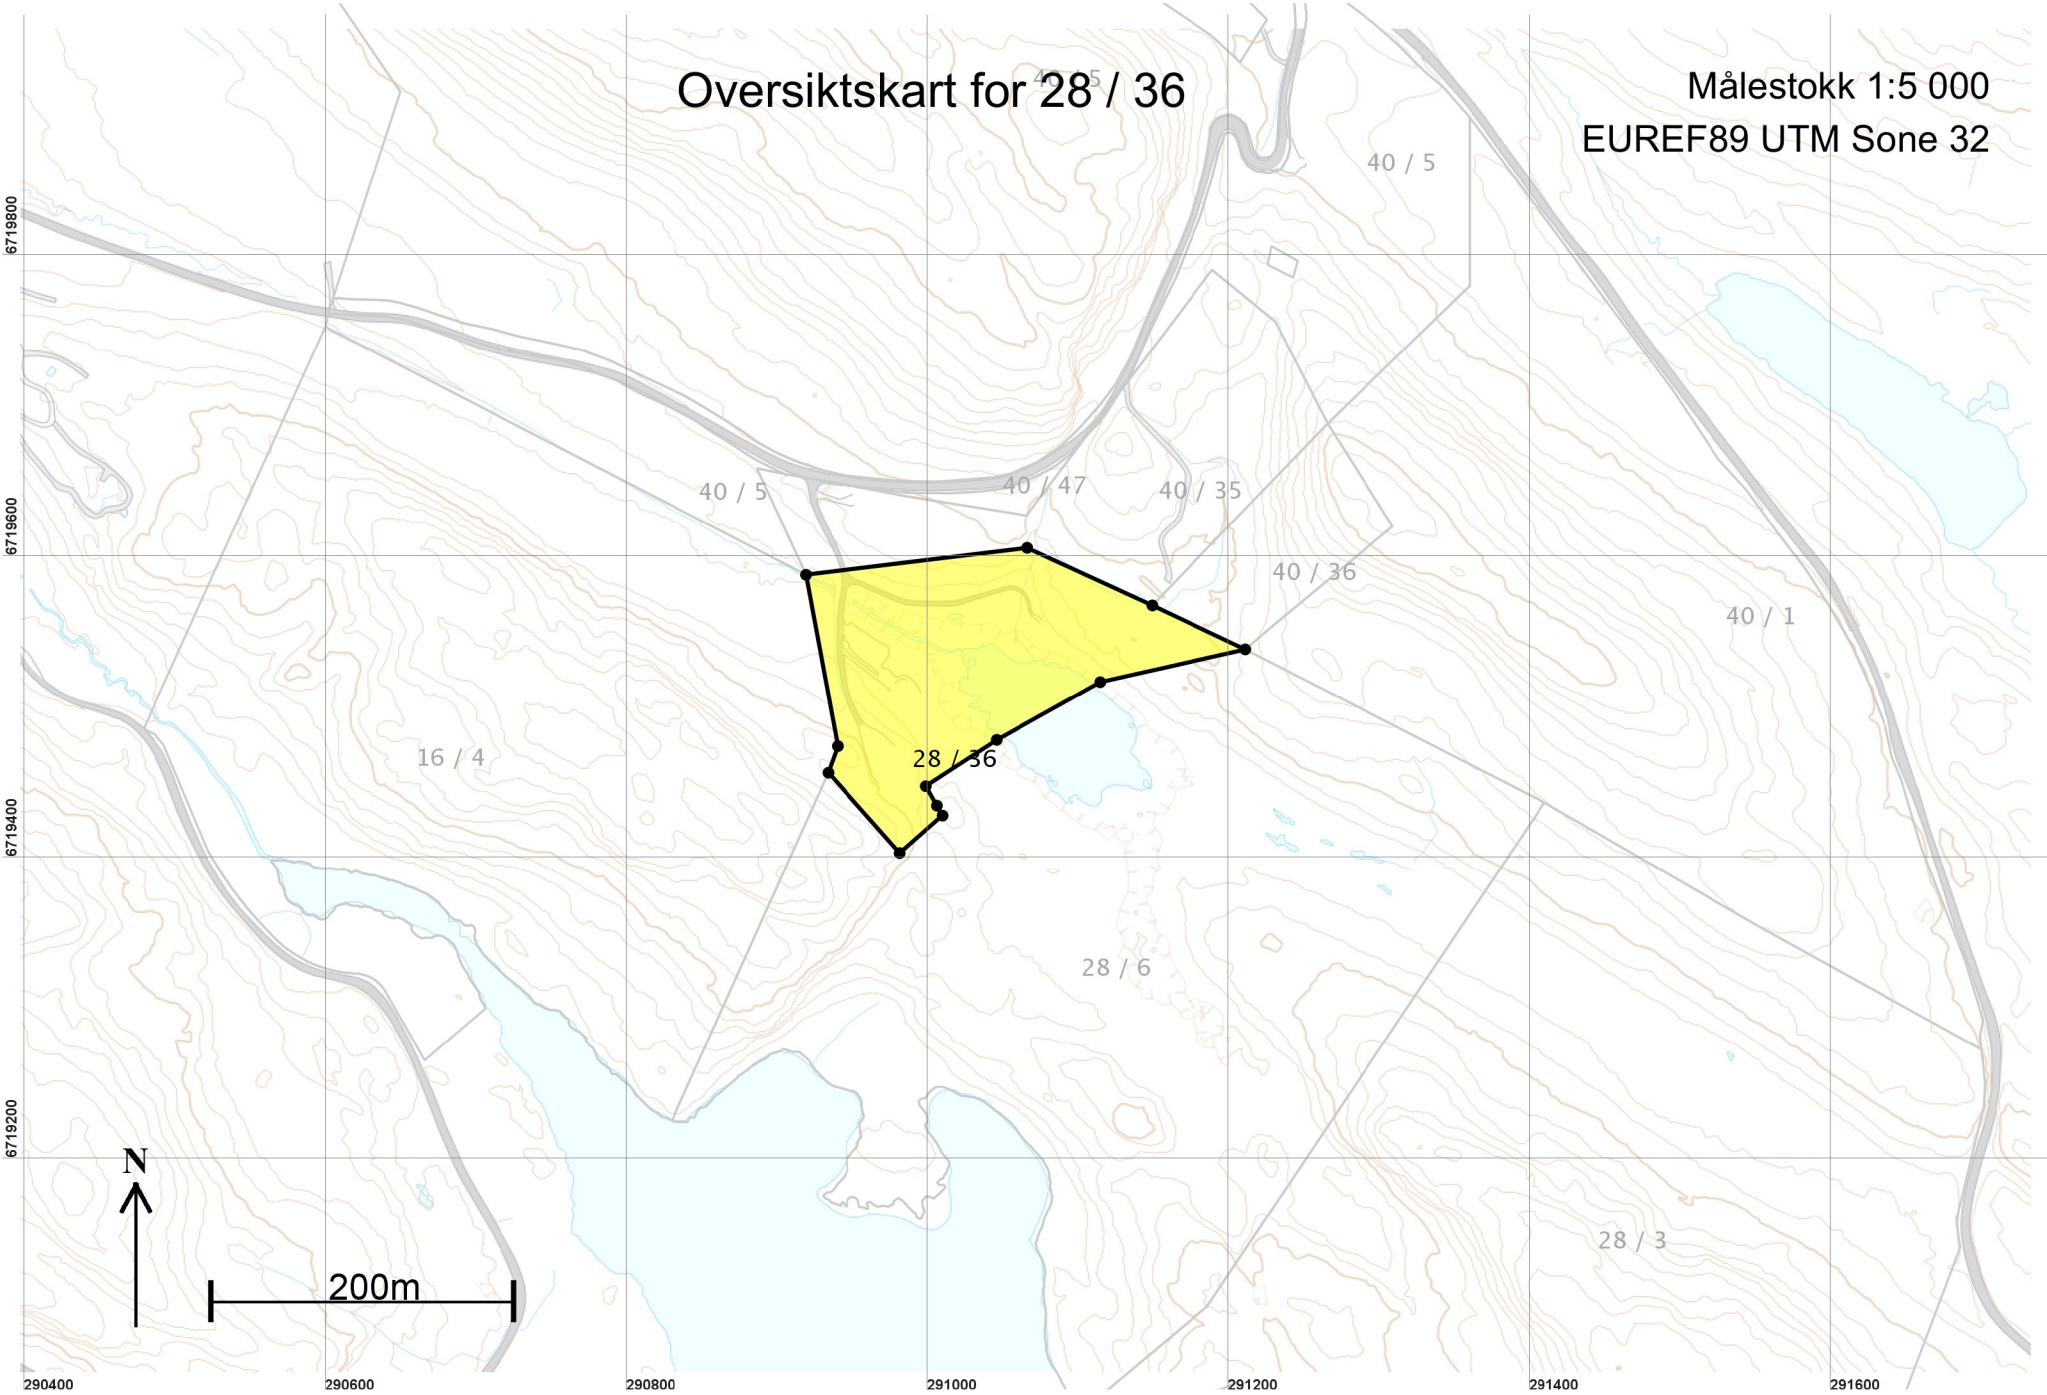 40 / 5
Oversiktskart for 28 / 36
Målestokk 1:5 000
EUREF89 UTM Sone 32
40 / 5
6719800
40 / 5
40 / 47
40 / 35
6719600
40 / 36
40 / 1
16 / 4
28 / 36
6719400
28 / 6
6719200
N
28 / 3
200m
290400
290600
290800
291000
291200
291400
291600